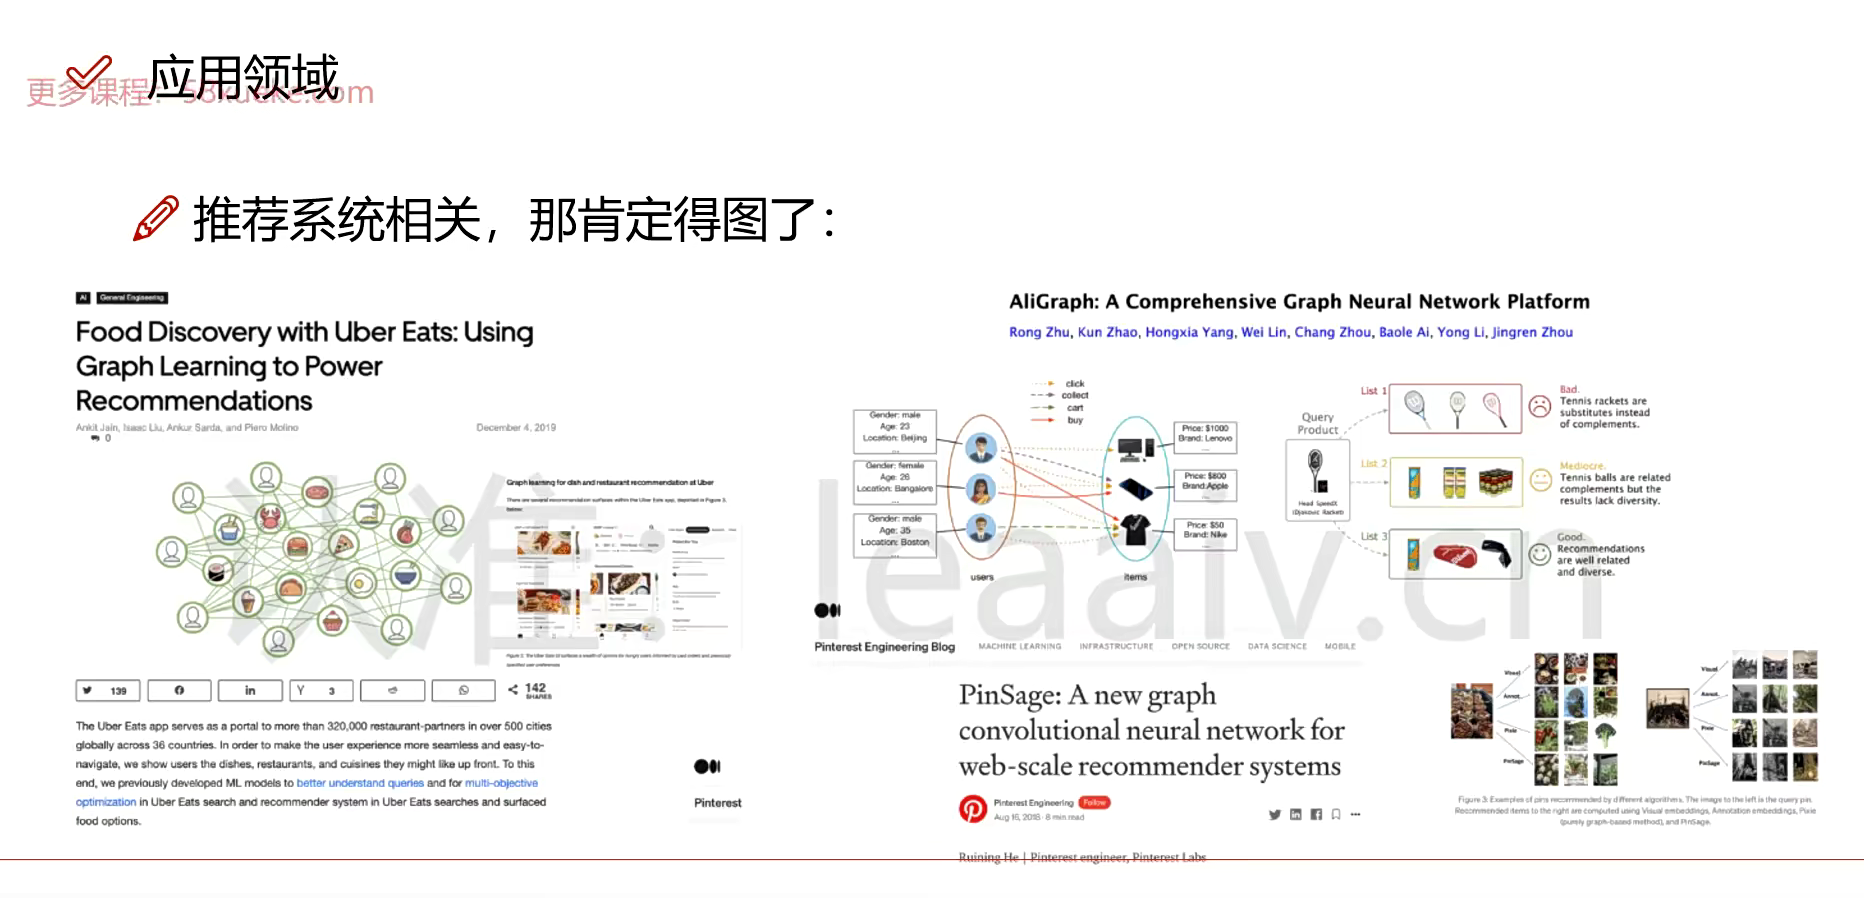 应用领域
更多课程：58xueke.com
推荐系统相关，那肯定得图了：
AI General Engineering
Food Discovery with Uber Eats: Using
Graph Learning to Power
Recommendations
Ankit Jain, Isaac Liu, Ankur Sarda, and Piero Molino
December 4, 2019
0
Graph learning for dish and restaurant recommendation at Uber
139
3
142
SHARES
The Uber Eats app serves as a portal to more than 320,000 restaurant-partners in over 500 cities
globally across 36 countries. In order to make the user experience more seamless and easy-to-
navigate, we show users the dishes, restaurants, and cuisines they might like up front. To this
end, we previously developed ML models to better understand queries and for multi-objective
optimization in Uber Eats search and recommender system in Uber Eats searches and surfaced
food options.
Pinterest
AliGraph: A Comprehensive Graph Neural Network Platform
Rong Zhu, Kun Zhao, Hongxia Yang, Wei Lin, Chang Zhou, Baole Ai, Yong Li, Jingren Zhou
click
collect
cart
buy
Gender: male
Age: 23
Location: Beijing
...
Gender: female
Age: 26
Location: Bangalore
Gender: male
Age: 35
Location: Boston
...
users
Price: $1000
Brand: Lenovo
...
Price: $800
Brand:Apple
...
Price: $50
Brand: Nike
...
items
Query
Product
Head SpeedX
(Djokovic Racket)
List 1
Bad.
Tennis rackets are
substitutes instead
of complements.
List 2
Mediocre.
Tennis balls are related
complements but the
results lack diversity.
List 3
Good.
Recommendations
are well related
and diverse.
leaaiv.cn
Pinterest Engineering Blog
MACHINE LEARNING INFRASTRUCTURE OPEN SOURCE DATA SCIENCE MOBILE
PinSage: A new graph
convolutional neural network for
web-scale recommender systems
Pinterest Engineering Follow
Aug 15, 2018 · 8 min read
Ruining He | Pinterest engineer, Pinterest Labs
Visual
Annot.
Pixie
PinSage
Visual
Annot.
Pixie
PinSage
Figure 3: Examples of pins recommended by different algorithms. The image to the left is the query pin.
Recommended items to the right are computed using Visual embeddings, Annotation embeddings, Pixie
(purely graph-based method), and PinSage.